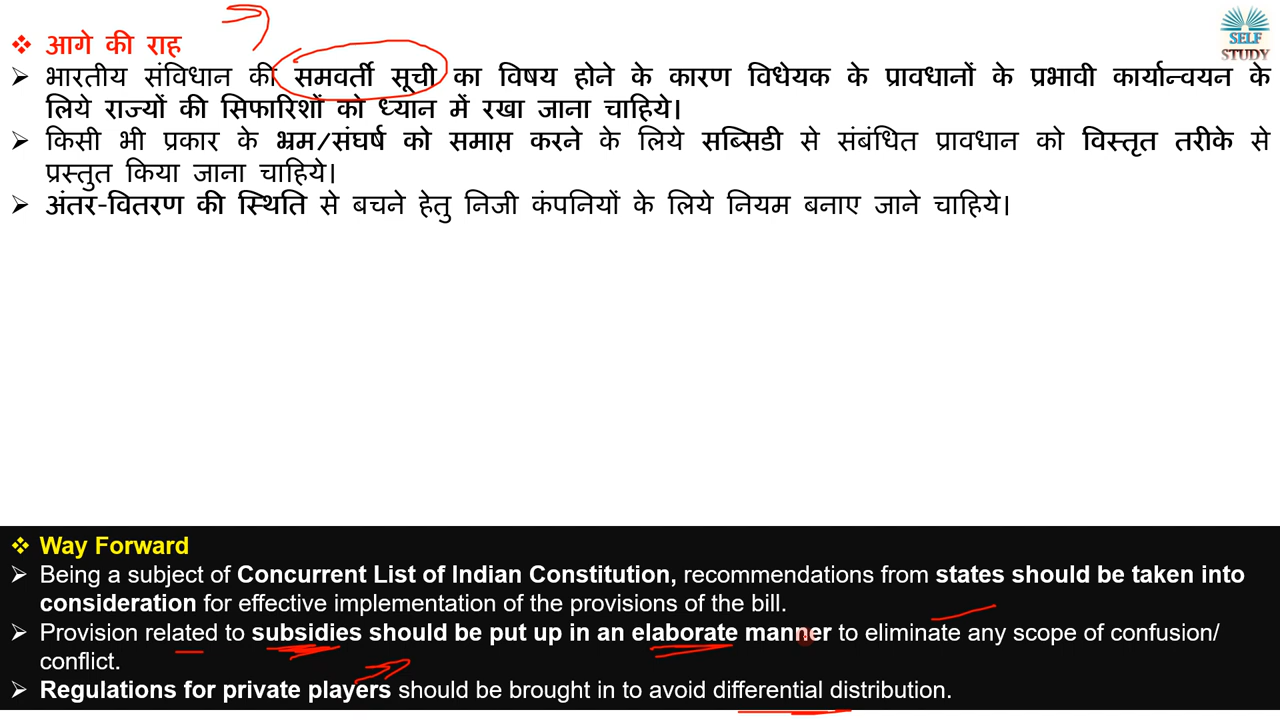 SELF
STUDY
❖ आगे की राह
➢ भारतीय संविधान की समवर्ती सूची का विषय होने के कारण विधेयक के प्रावधानों के प्रभावी कार्यान्वयन के
लिये राज्यों की सिफारिशों को ध्यान में रखा जाना चाहिये।
➢ किसी भी प्रकार के भ्रम/संघर्ष को समाप्त करने के लिये सब्सिडी से संबंधित प्रावधान को विस्तृत तरीके से
प्रस्तुत किया जाना चाहिये।
➢ अंतर-वितरण की स्थिति से बचने हेतु निजी कंपनियों के लिये नियम बनाए जाने चाहिये।
❖ Way Forward
➢ Being a subject of Concurrent List of Indian Constitution, recommendations from states should be taken into
consideration for effective implementation of the provisions of the bill.
➢ Provision related to subsidies should be put up in an elaborate manner to eliminate any scope of confusion/
conflict.
➢ Regulations for private players should be brought in to avoid differential distribution.